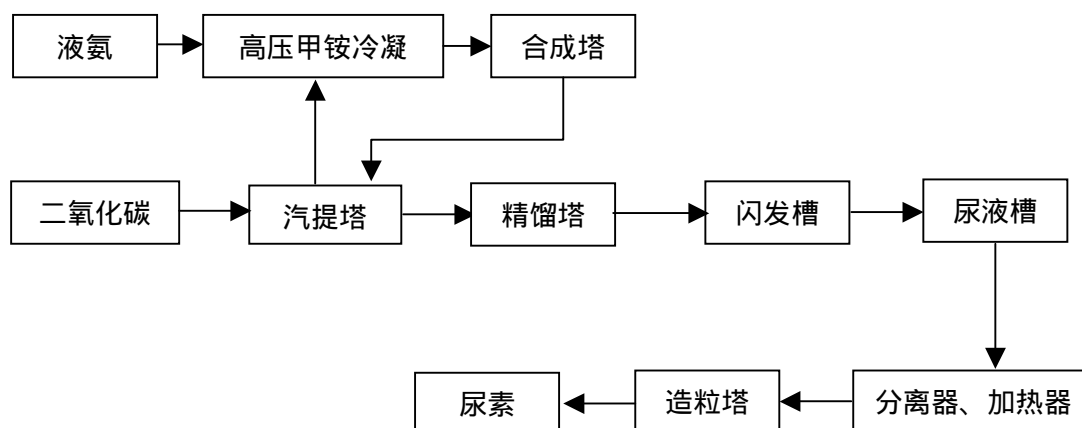 液氨
高压甲铵冷凝
合成塔
二氧化碳
汽提塔
精馏塔
闪发槽
尿液槽
尿素
造粒塔
分离器、加热器